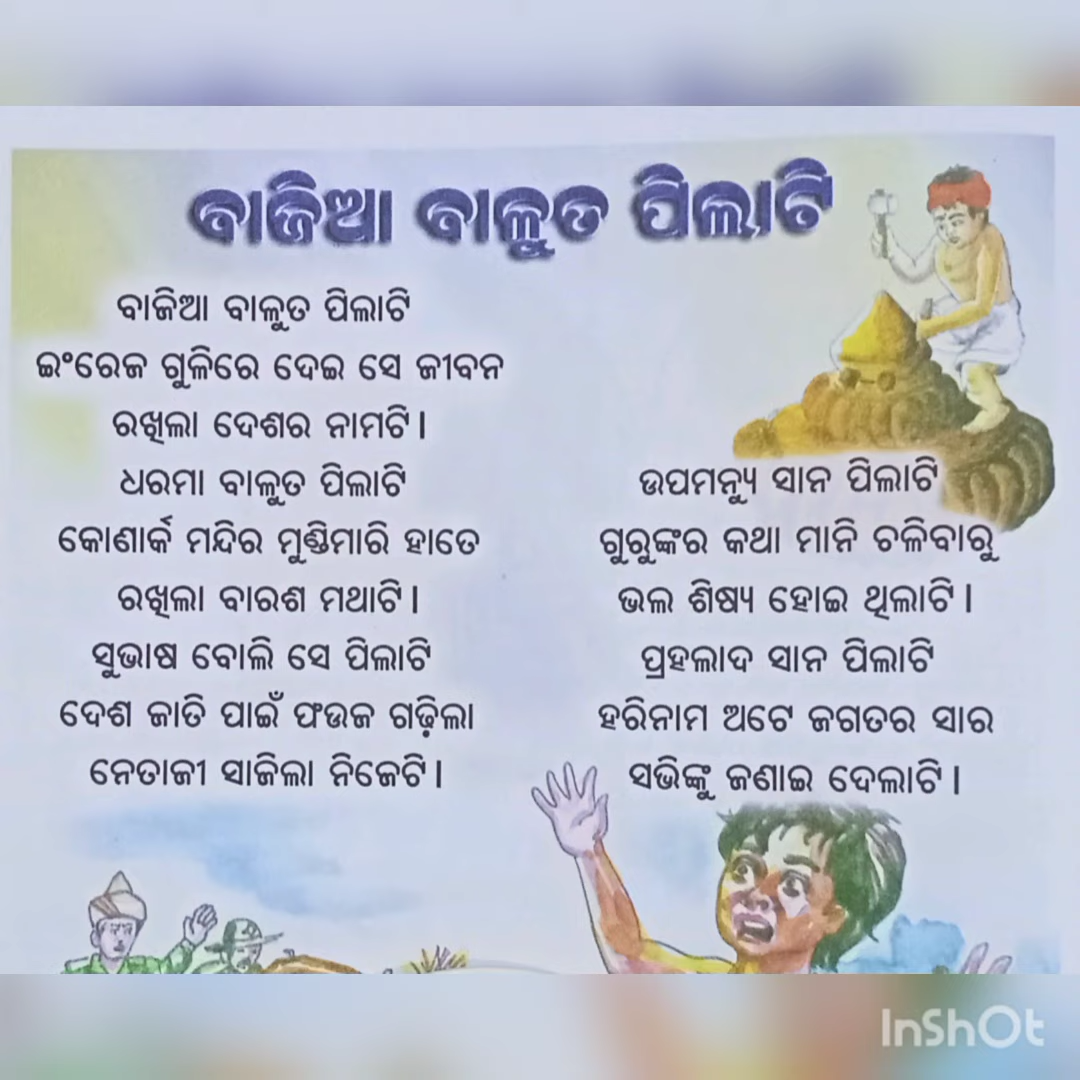 ବାଜିଆ ବାଳୁତ ପିଲାଟି
ବାଜିଆ ବାଳୁତ ପିଲାଟି
ଇଂରେଜ ଗୁଳିରେ ଦେଇ ସେ ଜୀବନ
ରଖିଲା ଦେଶର ନାମଟି।
ଧରମା ବାଳୁତ ପିଲାଟି
କୋଣାର୍କ ମନ୍ଦିର ମୁଣ୍ଡିମାରି ହାତେ
ରଖିଲା ବାରଶ ମଥାଟି।
ସୁଭାଷ ବୋଲି ସେ ପିଲାଟି
ଦେଶ ଜାତି ପାଇଁ ଫଉଜ ଗଢ଼ିଲା
ନେତାଜୀ ସାଜିଲା ନିଜେଟି।
ଉପମନ୍ୟୁ ସାନ ପିଲାଟି
ଗୁରୁଙ୍କର କଥା ମାନି ଚଳିବାରୁ
ଭଲ ଶିଷ୍ୟ ହୋଇ ଥିଲାଟି।
ପ୍ରହଲାଦ ସାନ ପିଲାଟି
ହରିନାମ ଅଟେ ଜଗତର ସାର
ସଭିଙ୍କୁ ଜଣାଇ ଦେଲାଟି।
InShOt